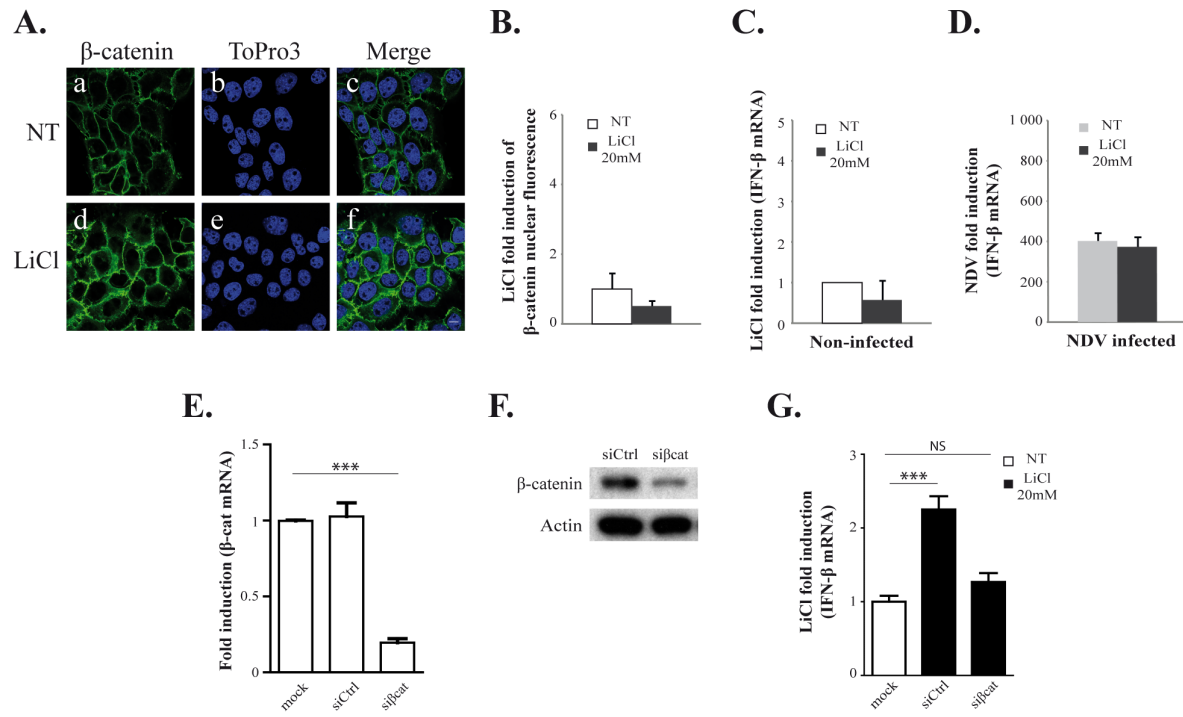 A.
β-catenin ToPro3 Merge
NT
a b c
LiCl
d e f
B.
LiCl fold induction of
β-catenin nuclear fluorescence
6
4
2
0
NT
LiCl
20mM
C.
LiCl fold induction (IFN-β mRNA)
5
4
3
2
1
0
NT
LiCl
20mM
Non-infected
D.
NDV fold induction
(IFN-β mRNA)
1 000
800
600
400
200
0
NT
LiCl
20mM
NDV infected
E.
Fold induction (β-cat mRNA)
1.5
1
0.5
0
***
mock siCtrl siβcat
F.
siCtrl siβcat
β-catenin
Actin
G.
LiCl fold induction
(IFN-β mRNA)
3
2
1
0
NS
***
NT
LiCl
20mM
mock siCtrl siβcat